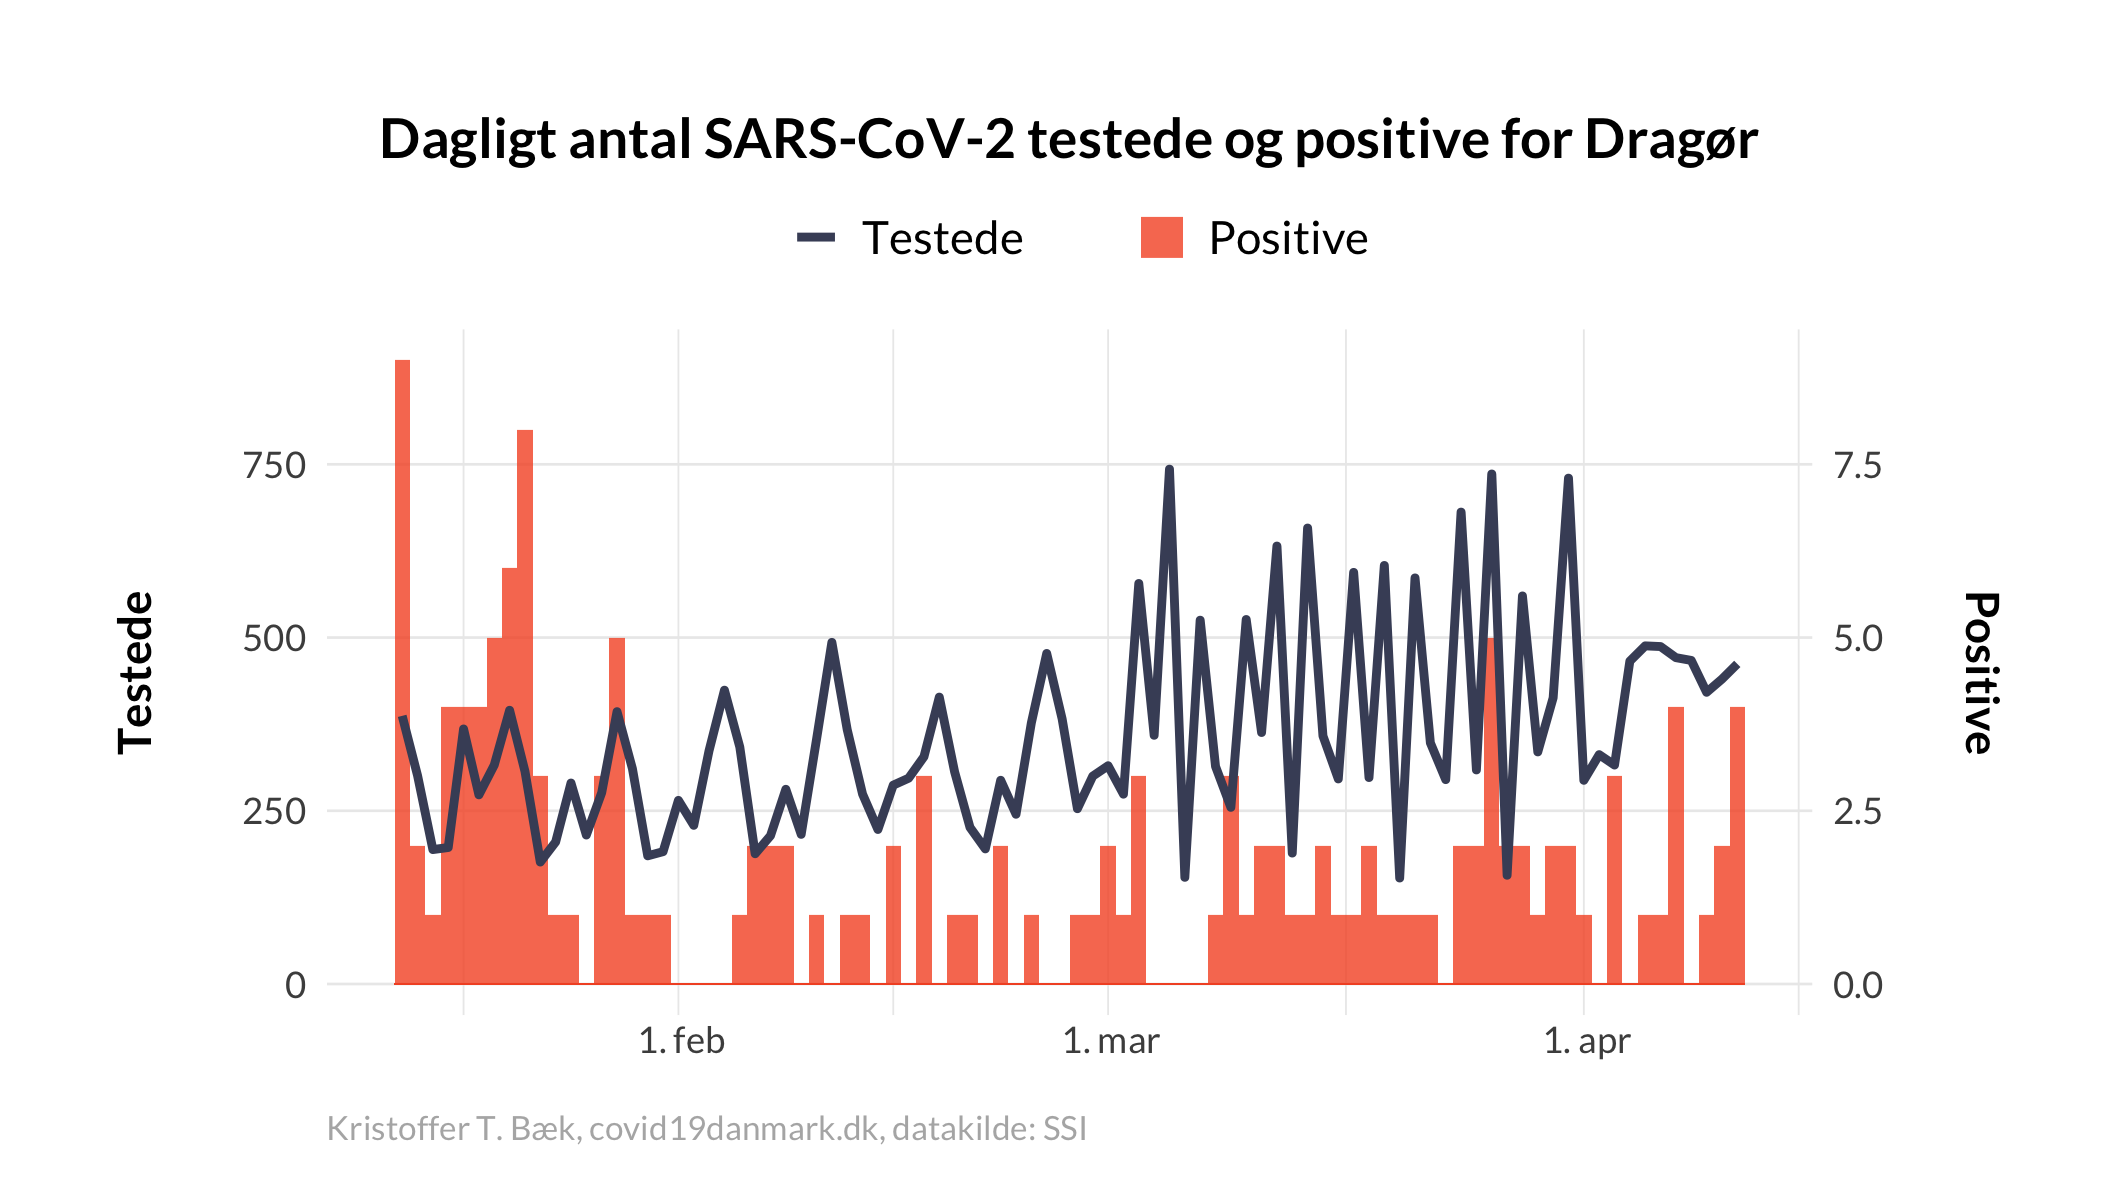 Dagligt antal SARS-CoV-2 testede og positive for Dragør
Testede
Positive
750
500
250
0
Testede
7.5
5.0
2.5
0.0
Positive
1. feb
1. mar
1. apr
Kristoffer T. Bæk, covid19danmark.dk, datakilde: SSI